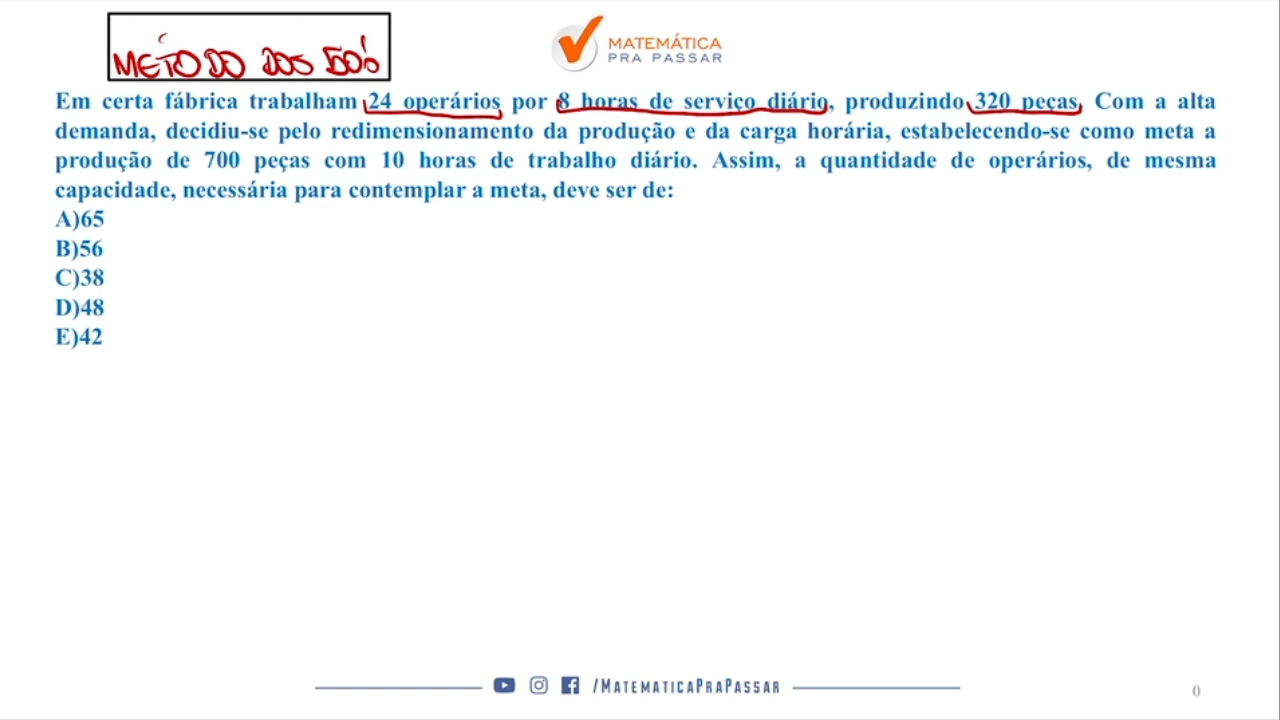 MÉTODO DOS 50ó
MATEMÁTICA
PRA PASSAR
Em certa fábrica trabalham 24 operários por 8 horas de serviço diário, produzindo 320 peças. Com a alta
demanda, decidiu-se pelo redimensionamento da produção e da carga horária, estabelecendo-se como meta a
produção de 700 peças com 10 horas de trabalho diário. Assim, a quantidade de operários, de mesma
capacidade, necessária para contemplar a meta, deve ser de:
A)65
B)56
C)38
D)48
E)42
/MATEMATICAPRAPASSAR
0